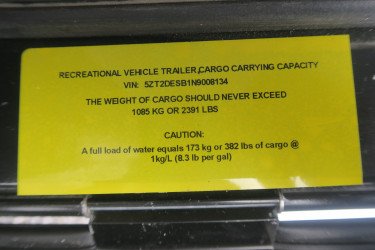 RECREATIONAL VEHICLE TRAILER CARGO CARRYING CAPACITY
VIN: 5ZT2DESB1N9008134
THE WEIGHT OF CARGO SHOULD NEVER EXCEED
1085 KG OR 2391 LBS
CAUTION:
A full load of water equals 173 kg or 382 lbs of cargo @
1kg/L (8.3 lb per gal)